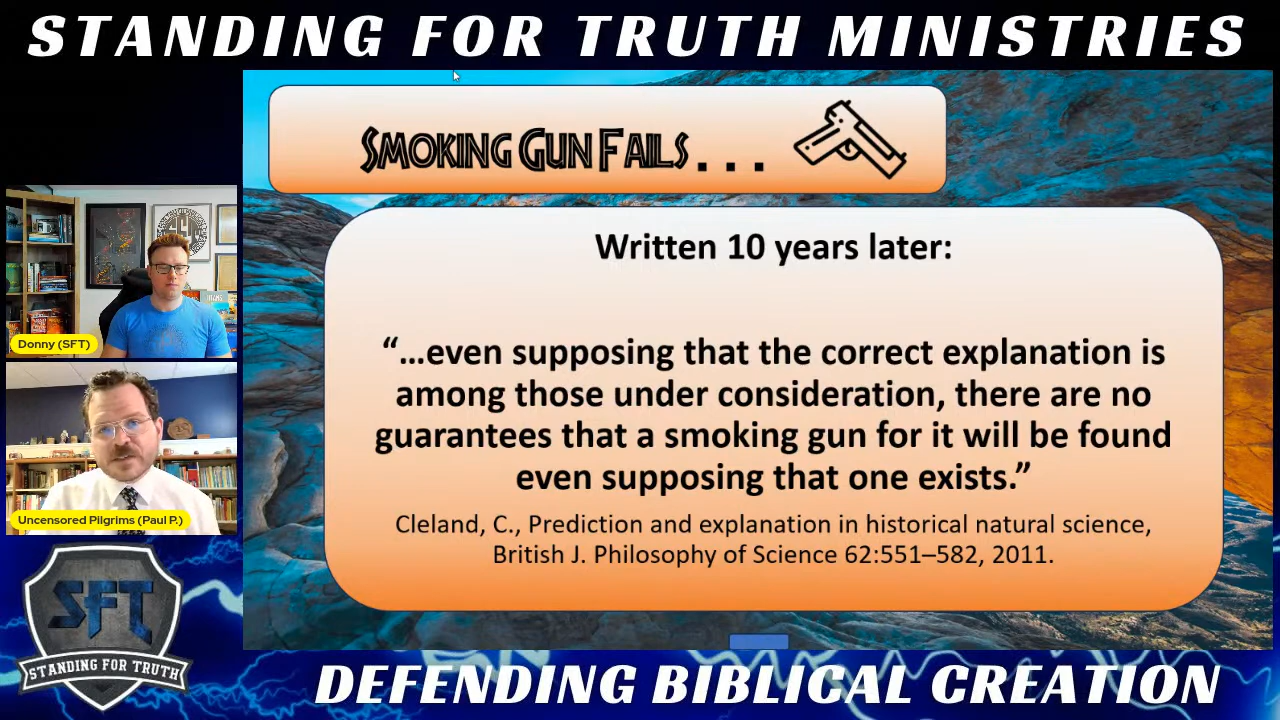 STANDING FOR TRUTH MINISTRIES
SMOKING GUN FAILS...
Written 10 years later:
“...even supposing that the correct explanation is
among those under consideration, there are no
guarantees that a smoking gun for it will be found
even supposing that one exists.”
Cleland, C., Prediction and explanation in historical natural science,
British J. Philosophy of Science 62:551–582, 2011.
Donny (SFT)
Uncensored Pilgrims (Paul P.)
SFT
STANDING FOR TRUTH
DEFENDING BIBLICAL CREATION